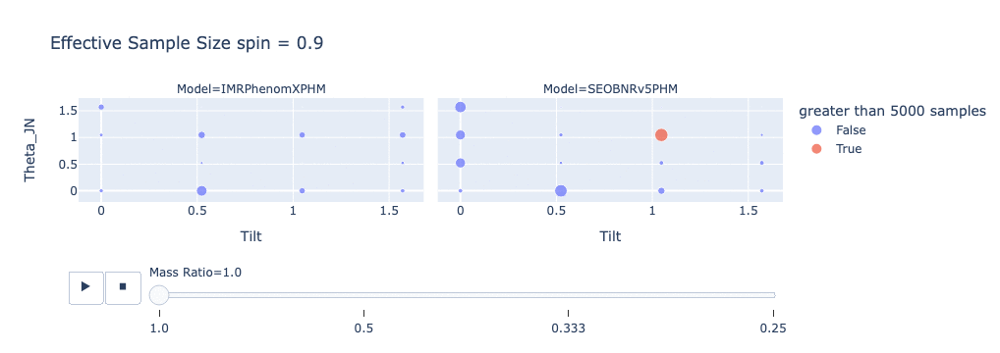 Effective Sample Size spin = 0.9
Model=IMRPhenomXPHM
Model=SEOBNRv5PHM
Theta_JN
1.5
1
0.5
0
0 0.5 1 1.5
0 0.5 1 1.5
Tilt
Tilt
greater than 5000 samples
False
True
Mass Ratio=1.0
1.0 0.5 0.333 0.25